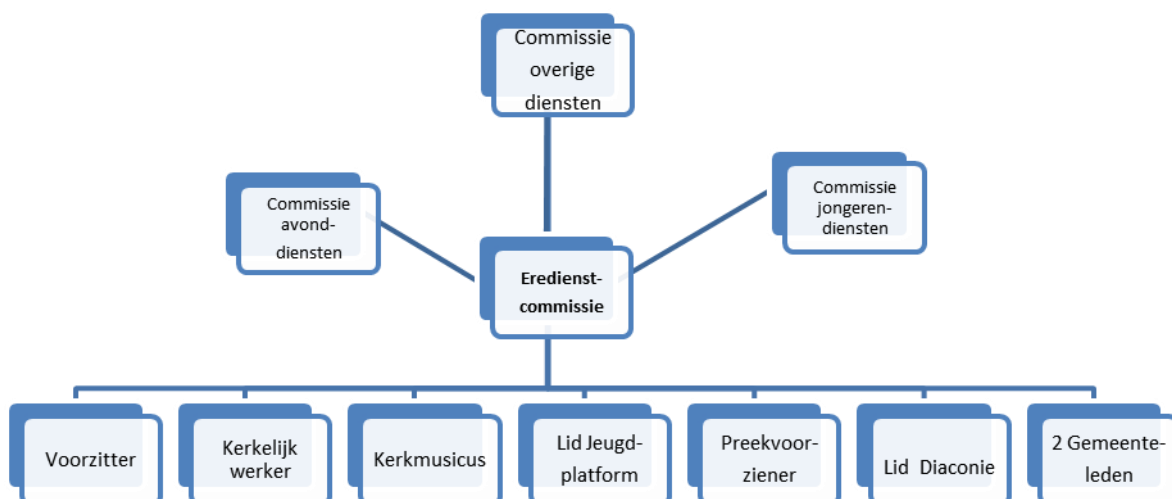 Commissie
overige
diensten
Commissie
avond-
diensten
Commissie
jongeren-
diensten
Eredienst-
commissie
Voorzitter
Kerkelijk
werker
Kerkmusicus
Lid Jeugd-
platform
Preekvoor-
ziener
Lid Diaconie
2 Gemeente-
leden